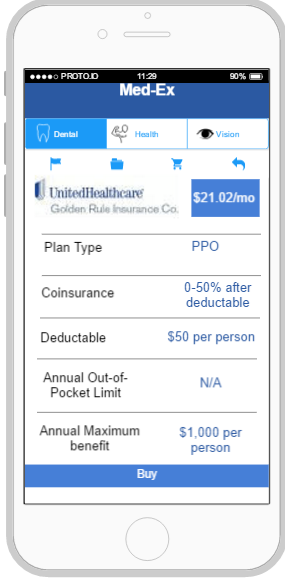 PROTO.IO 11:29 90%
Med-Ex
Dental Health Vision
UnitedHealthcare
Golden Rule Insurance Co.
$21.02/mo
Plan Type PPO
Coinsurance 0-50% after
deductable
Deductable $50 per person
Annual Out-of-
Pocket Limit
N/A
Annual Maximum
benefit
$1,000 per
person
Buy